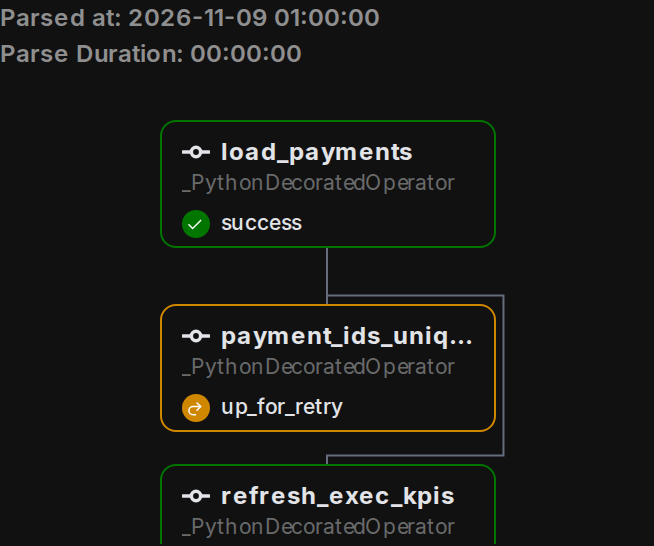 Parsed at: 2026-11-09 01:00:00
Parse Duration: 00:00:00
load_payments
_PythonDecoratedOperator
success
payment_ids_uniq...
_PythonDecoratedOperator
up_for_retry
refresh_exec_kpis
_PythonDecoratedOperator